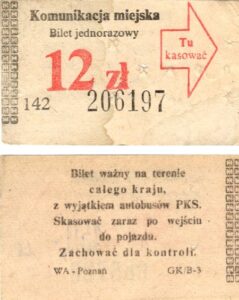 Komunikacja miejska
Bilet jednorazowy
Tu
kasować
12 zł
142 206197
Bilet ważny na terenie
całego kraju,
z wyjątkiem autobusów PKS.
Skasować zaraz po wejściu
do pojazdu.
Zachować dla kontroli.
WA-Poznań GK/B-3